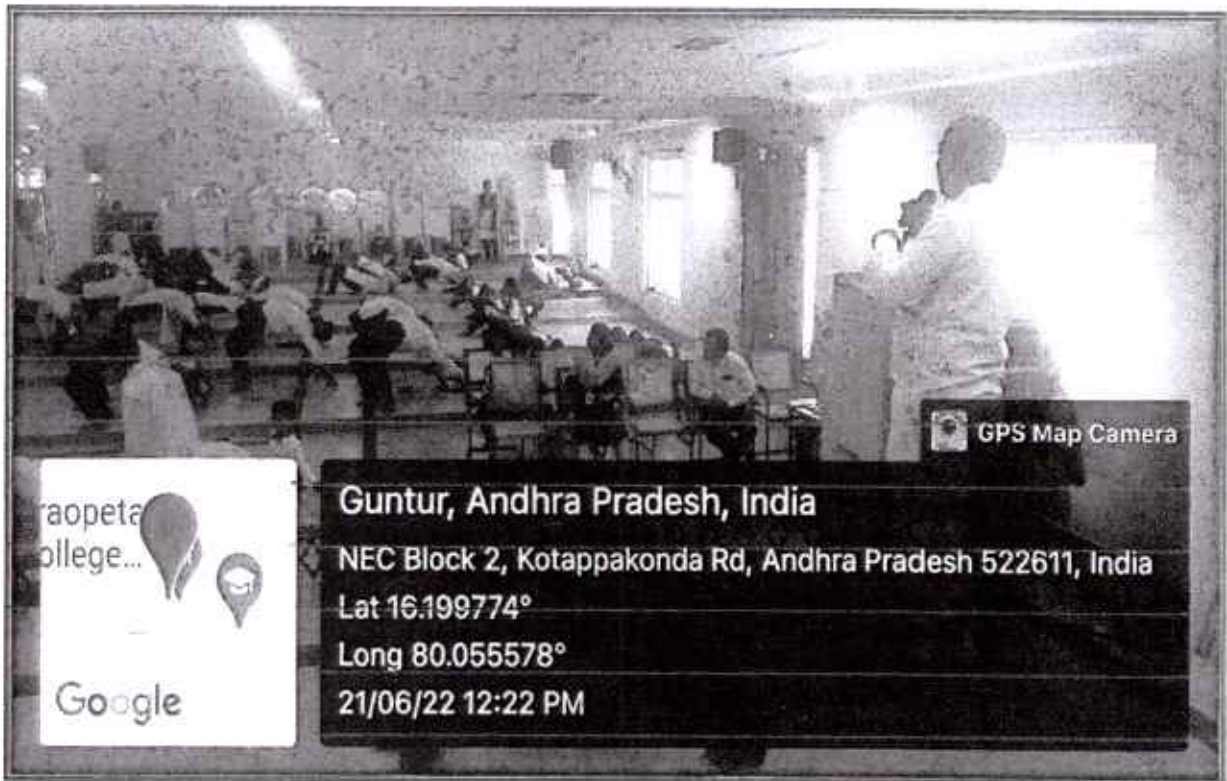 GPS Map Camera
raopeta
ollege...
Google
Guntur, Andhra Pradesh, India
NEC Block 2, Kotappakonda Rd, Andhra Pradesh 522611, India
Lat 16.199774°
Long 80.055578°
21/06/22 12:22 PM